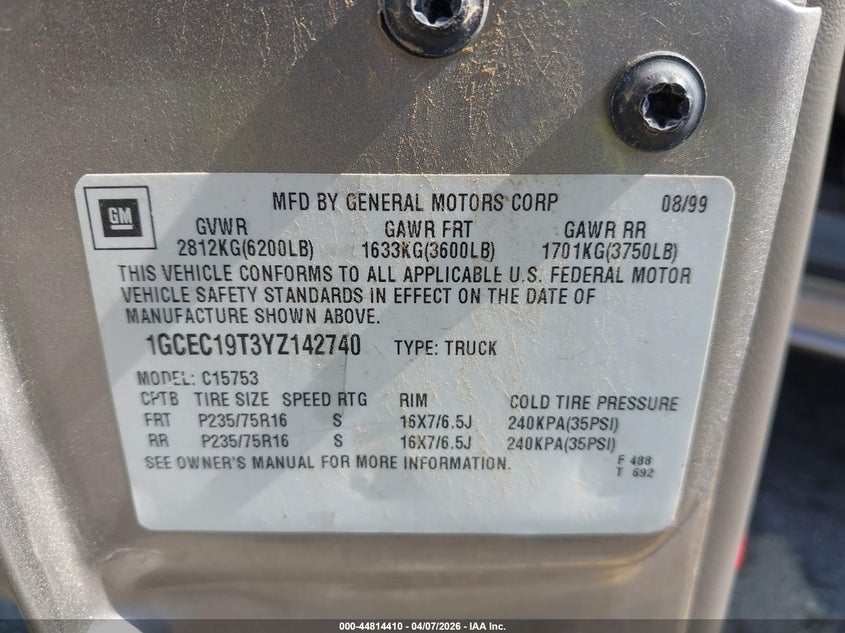 GM
MFD BY GENERAL MOTORS CORP 08/99
GVWR GAWR FRT GAWR RR
2812KG(6200LB) 1633KG(3600LB) 1701KG(3750LB)
THIS VEHICLE CONFORMS TO ALL APPLICABLE U.S. FEDERAL MOTOR
VEHICLE SAFETY STANDARDS IN EFFECT ON THE DATE OF
MANUFACTURE SHOWN ABOVE.
1GCEC19T3YZ142740 TYPE: TRUCK
MODEL: C15753
CPTB TIRE SIZE SPEED RTG RIM COLD TIRE PRESSURE
FRT P235/75R16 S 16X7/6.5J 240KPA(35PSI)
RR P235/75R16 S 16X7/6.5J 240KPA(35PSI)
SEE OWNER'S MANUAL FOR MORE INFORMATION.
F 488
T 692
000-44814410 | 04/07/2026 - IAA Inc.